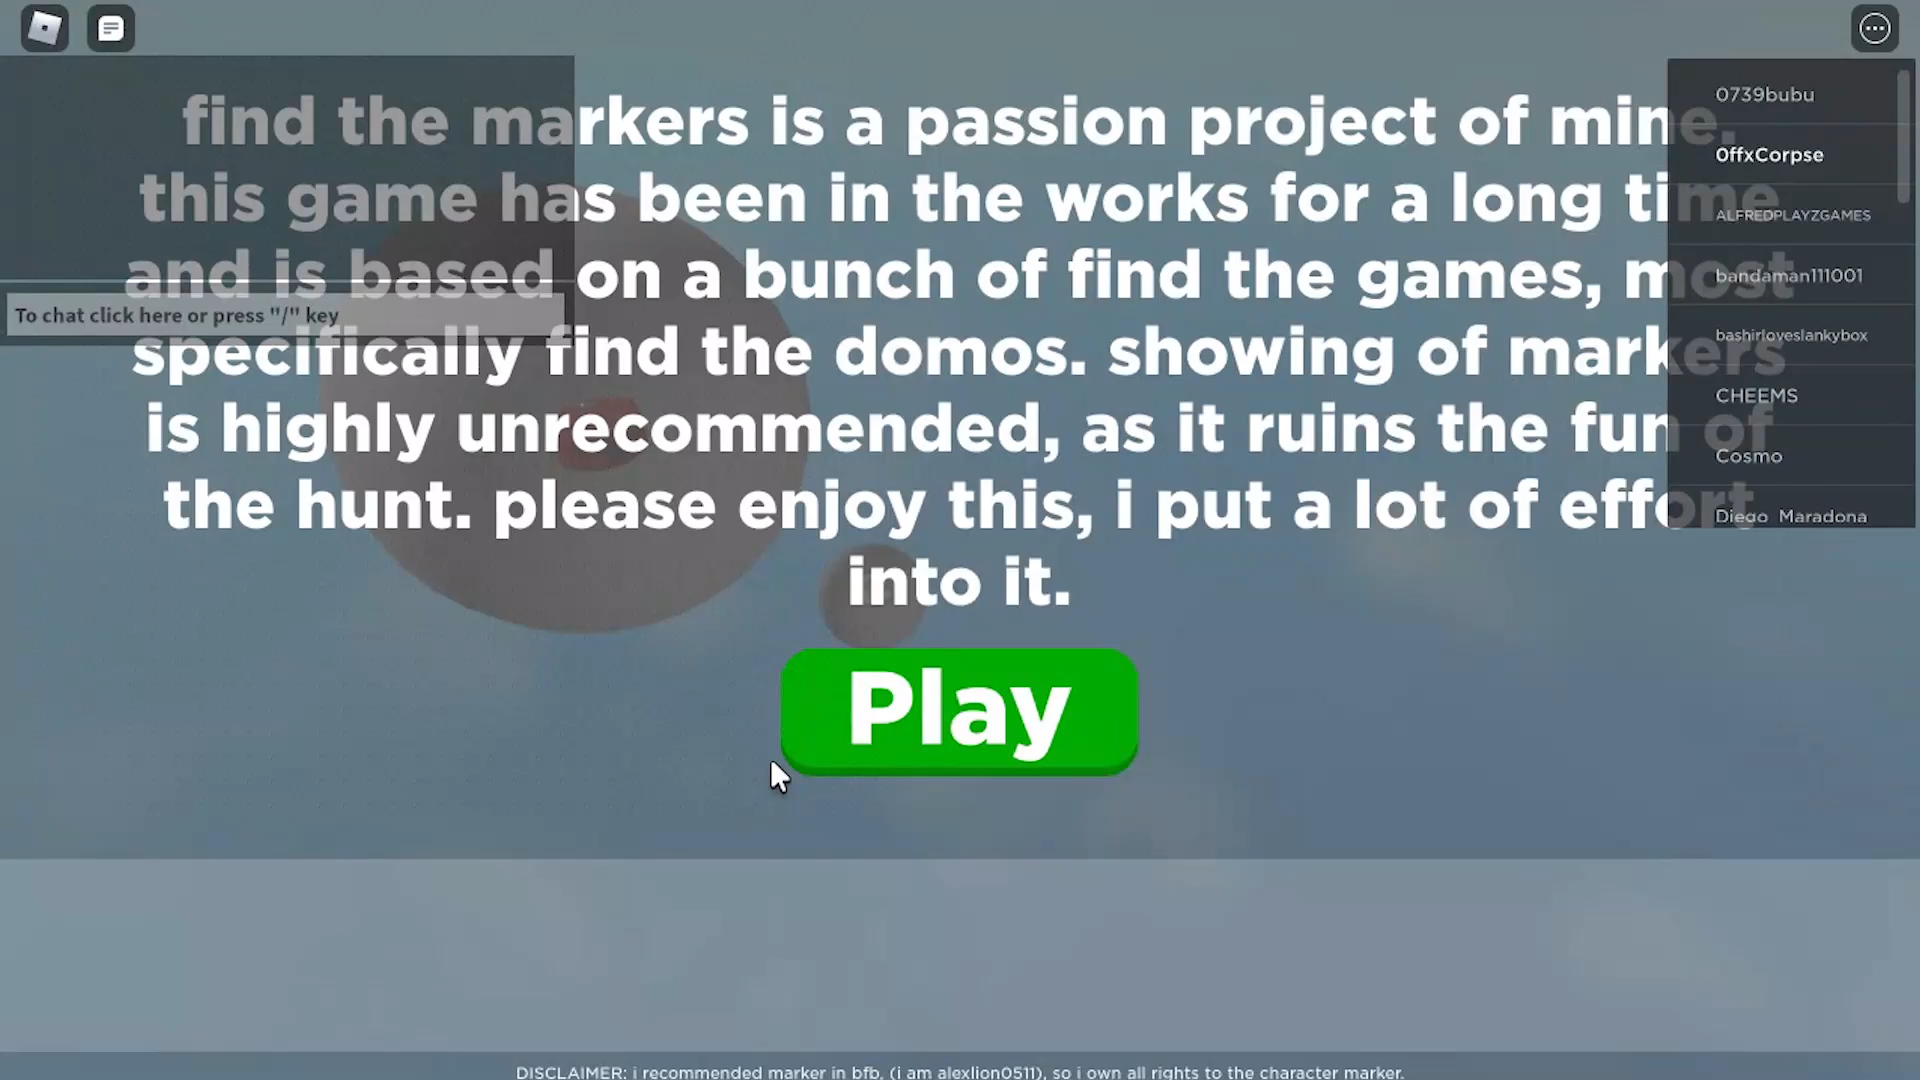 find the markers is a passion project of mine.
this game has been in the works for a long time
and is based on a bunch of find the games, most
specifically find the domos. showing of markers
is highly unrecommended, as it ruins the fun of
the hunt. please enjoy this, i put a lot of effort
into it.
To chat click here or press "/" key
Play
0739bubu
0ffxCorpse
ALFREDPLAYZGAMES
bandaman111001
bashirloveslankybox
CHEEMS
Cosmo
Diego_Maradona
DISCLAIMER: i recommended marker in bfb, (i am alexlion0511), so i own all rights to the character marker.